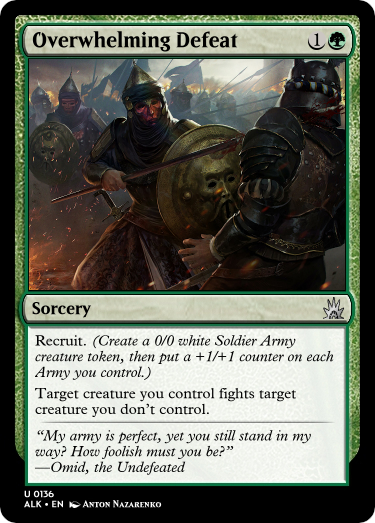 Overwhelming Defeat 1
Sorcery
Recruit. (Create a 0/0 white Soldier Army
creature token, then put a +1/+1 counter on each
Army you control.)
Target creature you control fights target
creature you don't control.
"My army is perfect, yet you still stand in my
way? How foolish must you be?"
—Omid, the Undefeated
U 0136
ALK • EN Anton Nazarenko